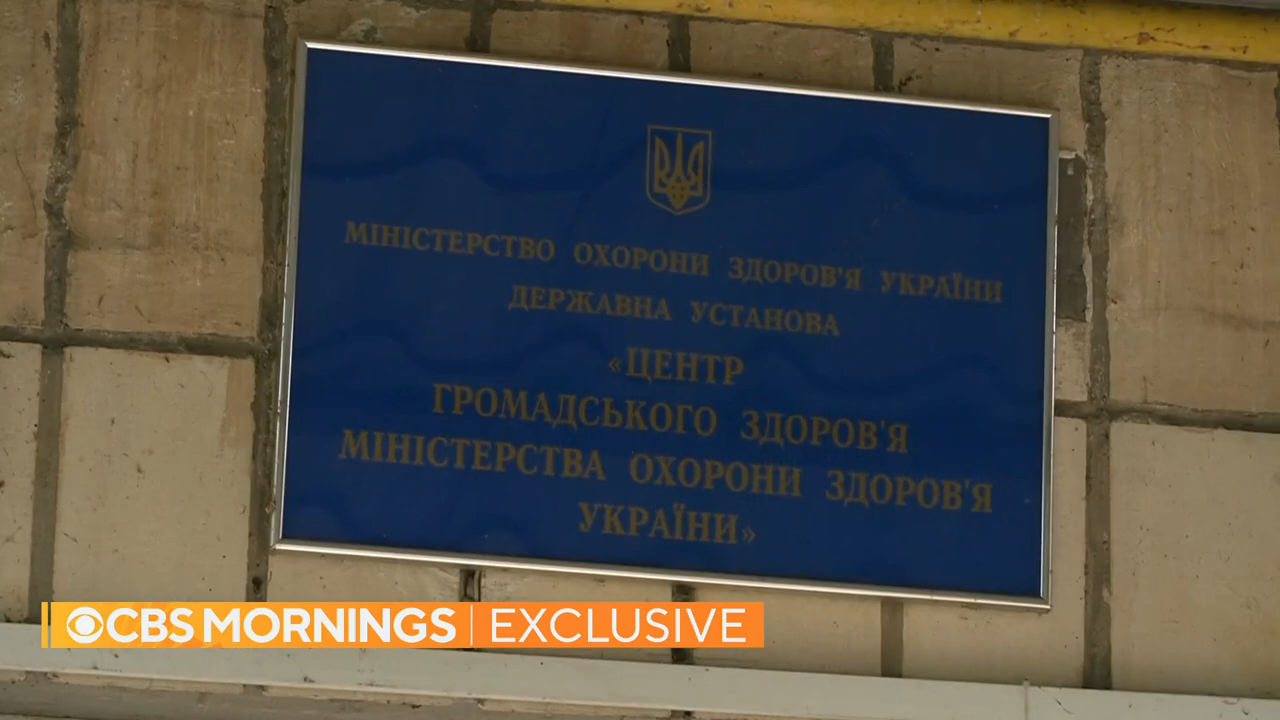 МІНІСТЕРСТВО ОХОРОНИ ЗДОРОВ'Я УКРАЇНИ
ДЕРЖАВНА УСТАНОВА
«ЦЕНТР
ГРОМАДСЬКОГО ЗДОРОВ'Я
МІНІСТЕРСТВА ОХОРОНИ ЗДОРОВ'Я
УКРАЇНИ»
CBS MORNINGS EXCLUSIVE